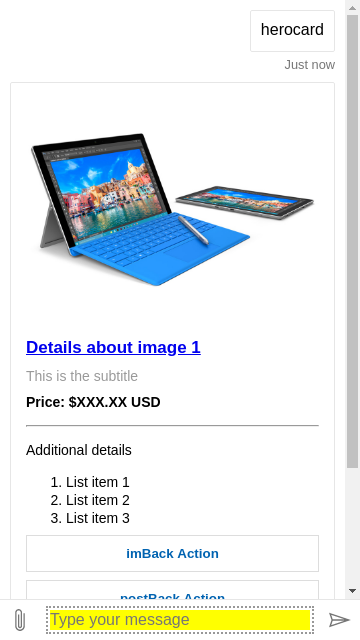 herocard
Just now
Details about image 1
This is the subtitle
Price: $XXX.XX USD
Additional details
1. List item 1
2. List item 2
3. List item 3
imBack Action
postBack Action
Type your message